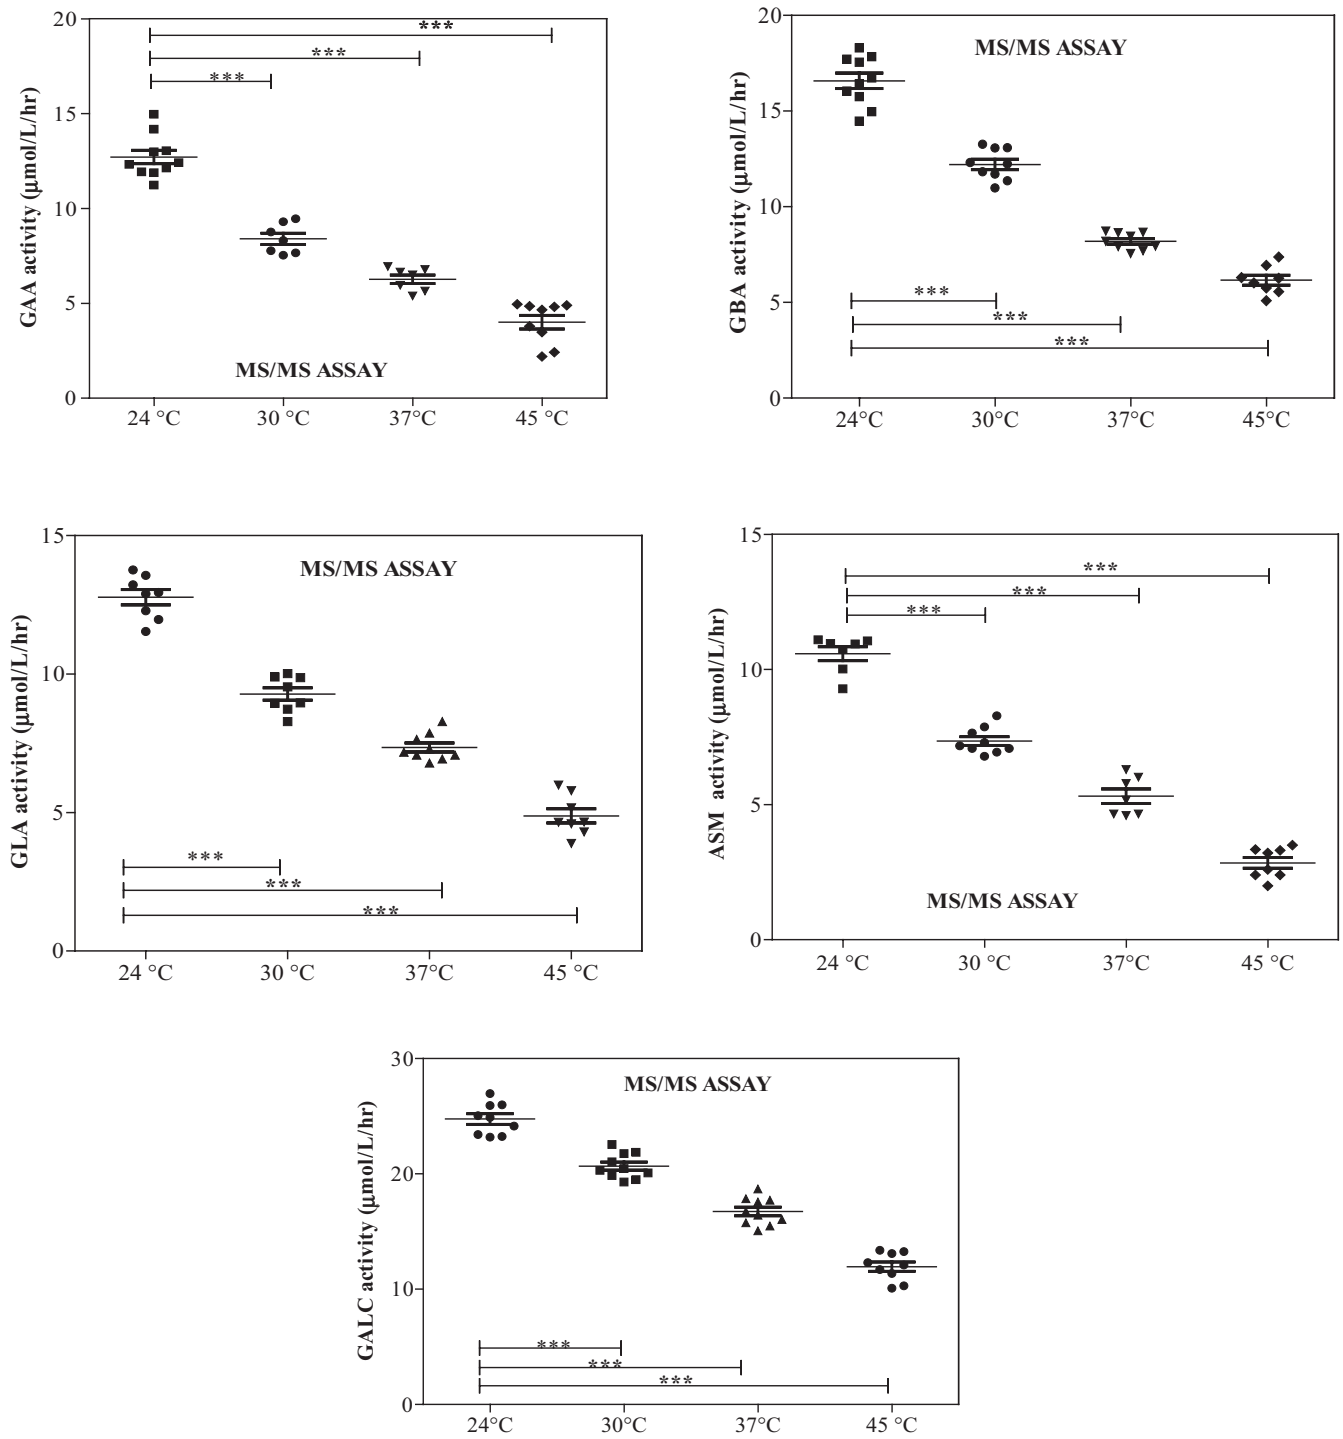 20
15
10
5
0
GAA activity (µmol/L/hr)
***
***
***
MS/MS ASSAY
24 °C 30 °C 37°C 45 °C
20
15
10
5
0
GBA activity (µmol/L/hr)
MS/MS ASSAY
***
***
***
24°C 30°C 37°C 45°C
15
10
5
0
GLA activity (µmol/L/hr)
MS/MS ASSAY
***
***
***
24 °C 30 °C 37°C 45 °C
15
10
5
0
ASM activity (µmol/L/hr)
***
***
***
MS/MS ASSAY
24 °C 30 °C 37°C 45 °C
30
20
10
0
GALC activity (µmol/L/hr)
MS/MS ASSAY
***
***
***
24°C 30°C 37°C 45 °C